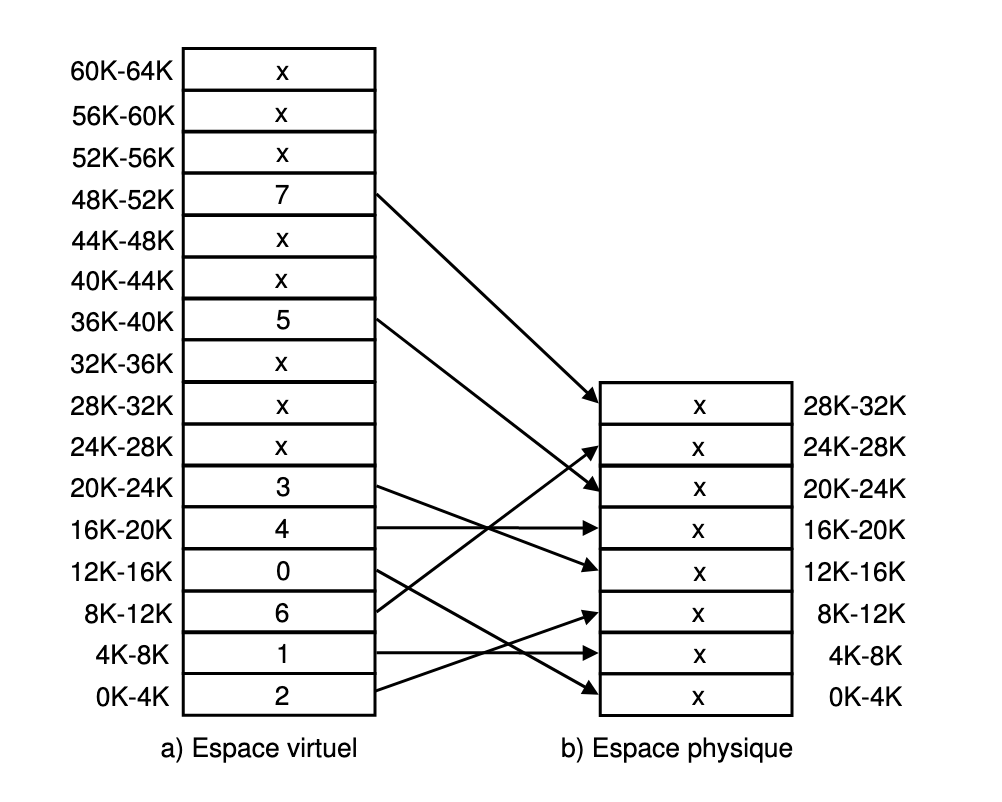 60K-64K x
56K-60K x
52K-56K x
48K-52K 7
44K-48K x
40K-44K x
36K-40K 5
32K-36K x
28K-32K x x 28K-32K
24K-28K x x 24K-28K
20K-24K 3 x 20K-24K
16K-20K 4 x 16K-20K
12K-16K 0 x 12K-16K
8K-12K 6 x 8K-12K
4K-8K 1 x 4K-8K
0K-4K 2 x 0K-4K
a) Espace virtuel b) Espace physique